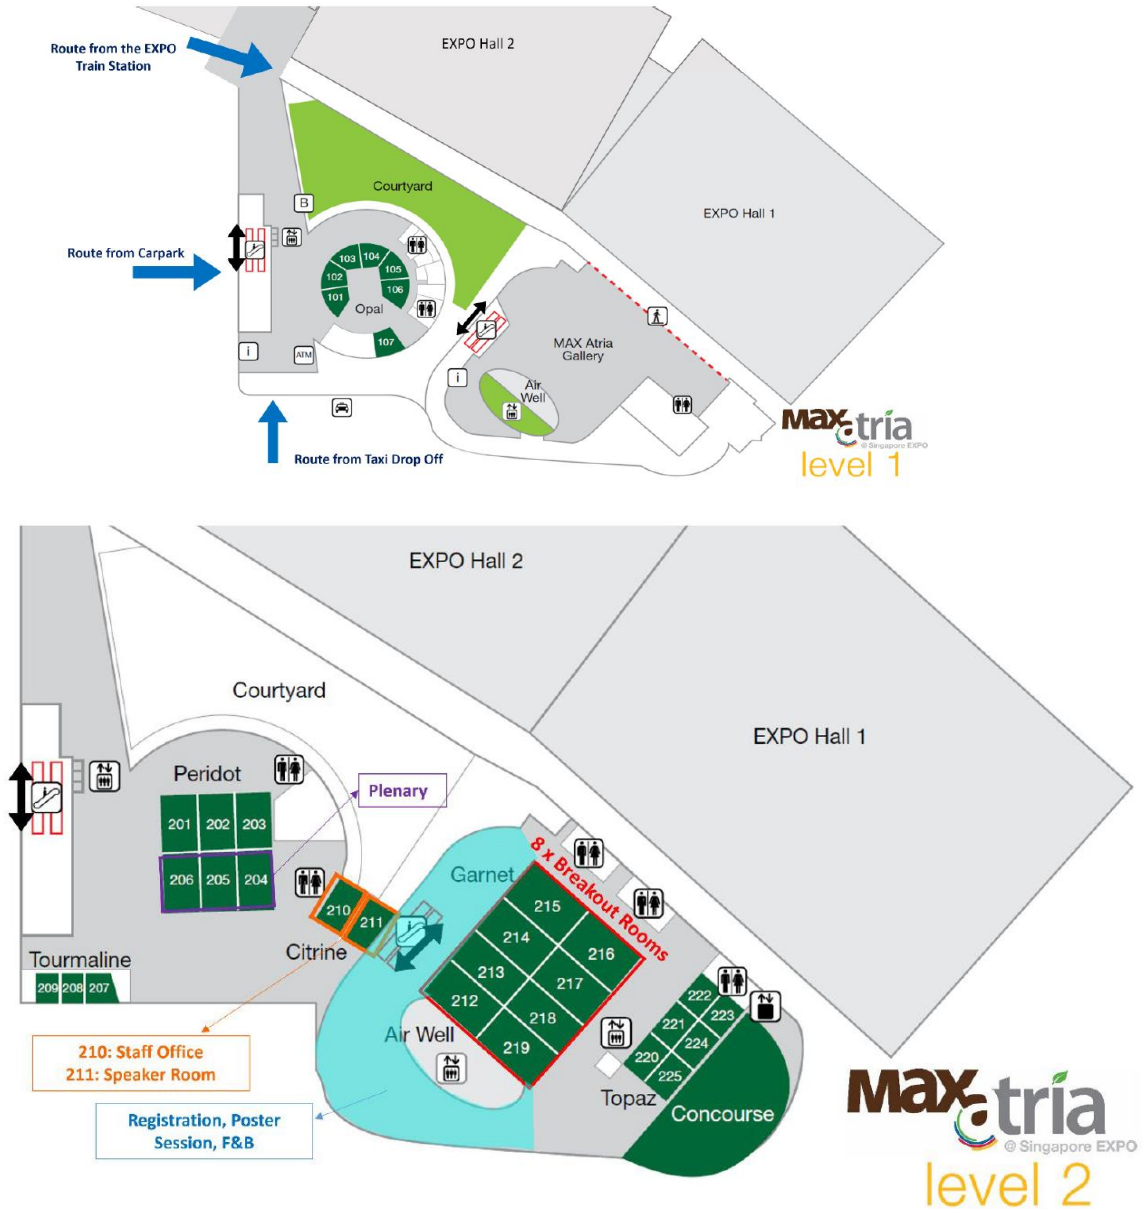 Route from the EXPO
Train Station
EXPO Hall 2
Courtyard
EXPO Hall 1
B
Route from Carpark
103
104
102
105
101
106
Opal
107
MAX Atria
Gallery
i
ATM
i
Air
Well
Route from Taxi Drop Off
Maxatria
@ Singapore EXPO
level 1
EXPO Hall 2
Courtyard
EXPO Hall 1
Peridot
Plenary
201
202
203
206
205
204
Garnet
8 x Breakout Rooms
210
211
Citrine
215
214
216
213
217
212
218
219
Tourmaline
209
208
207
Air Well
222
223
221
224
220
225
Topaz
Concourse
210: Staff Office
211: Speaker Room
Registration, Poster
Session, F&B
Maxatria
@ Singapore EXPO
level 2